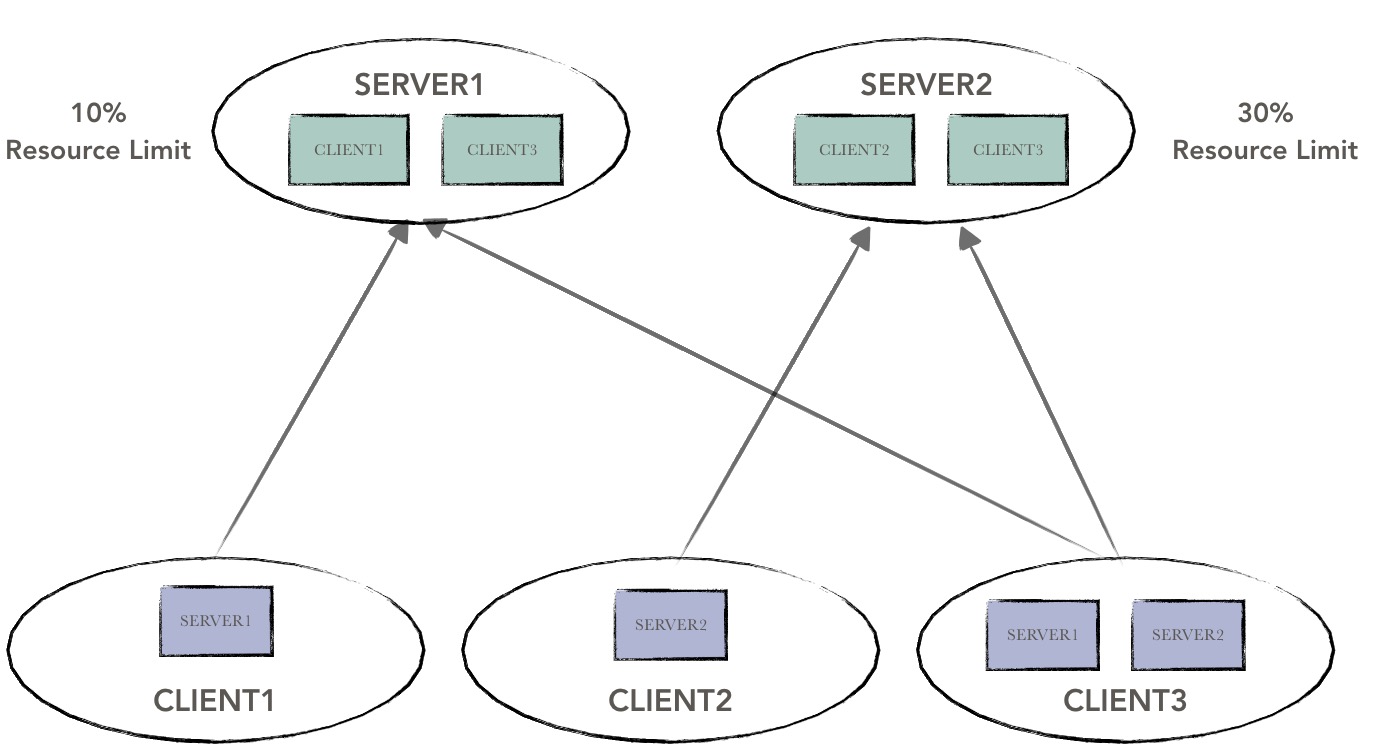 SERVER1
SERVER2
10%
Resource Limit
30%
Resource Limit
CLIENT1
CLIENT3
CLIENT2
CLIENT3
SERVER1
SERVER2
SERVER1
SERVER2
CLIENT1
CLIENT2
CLIENT3